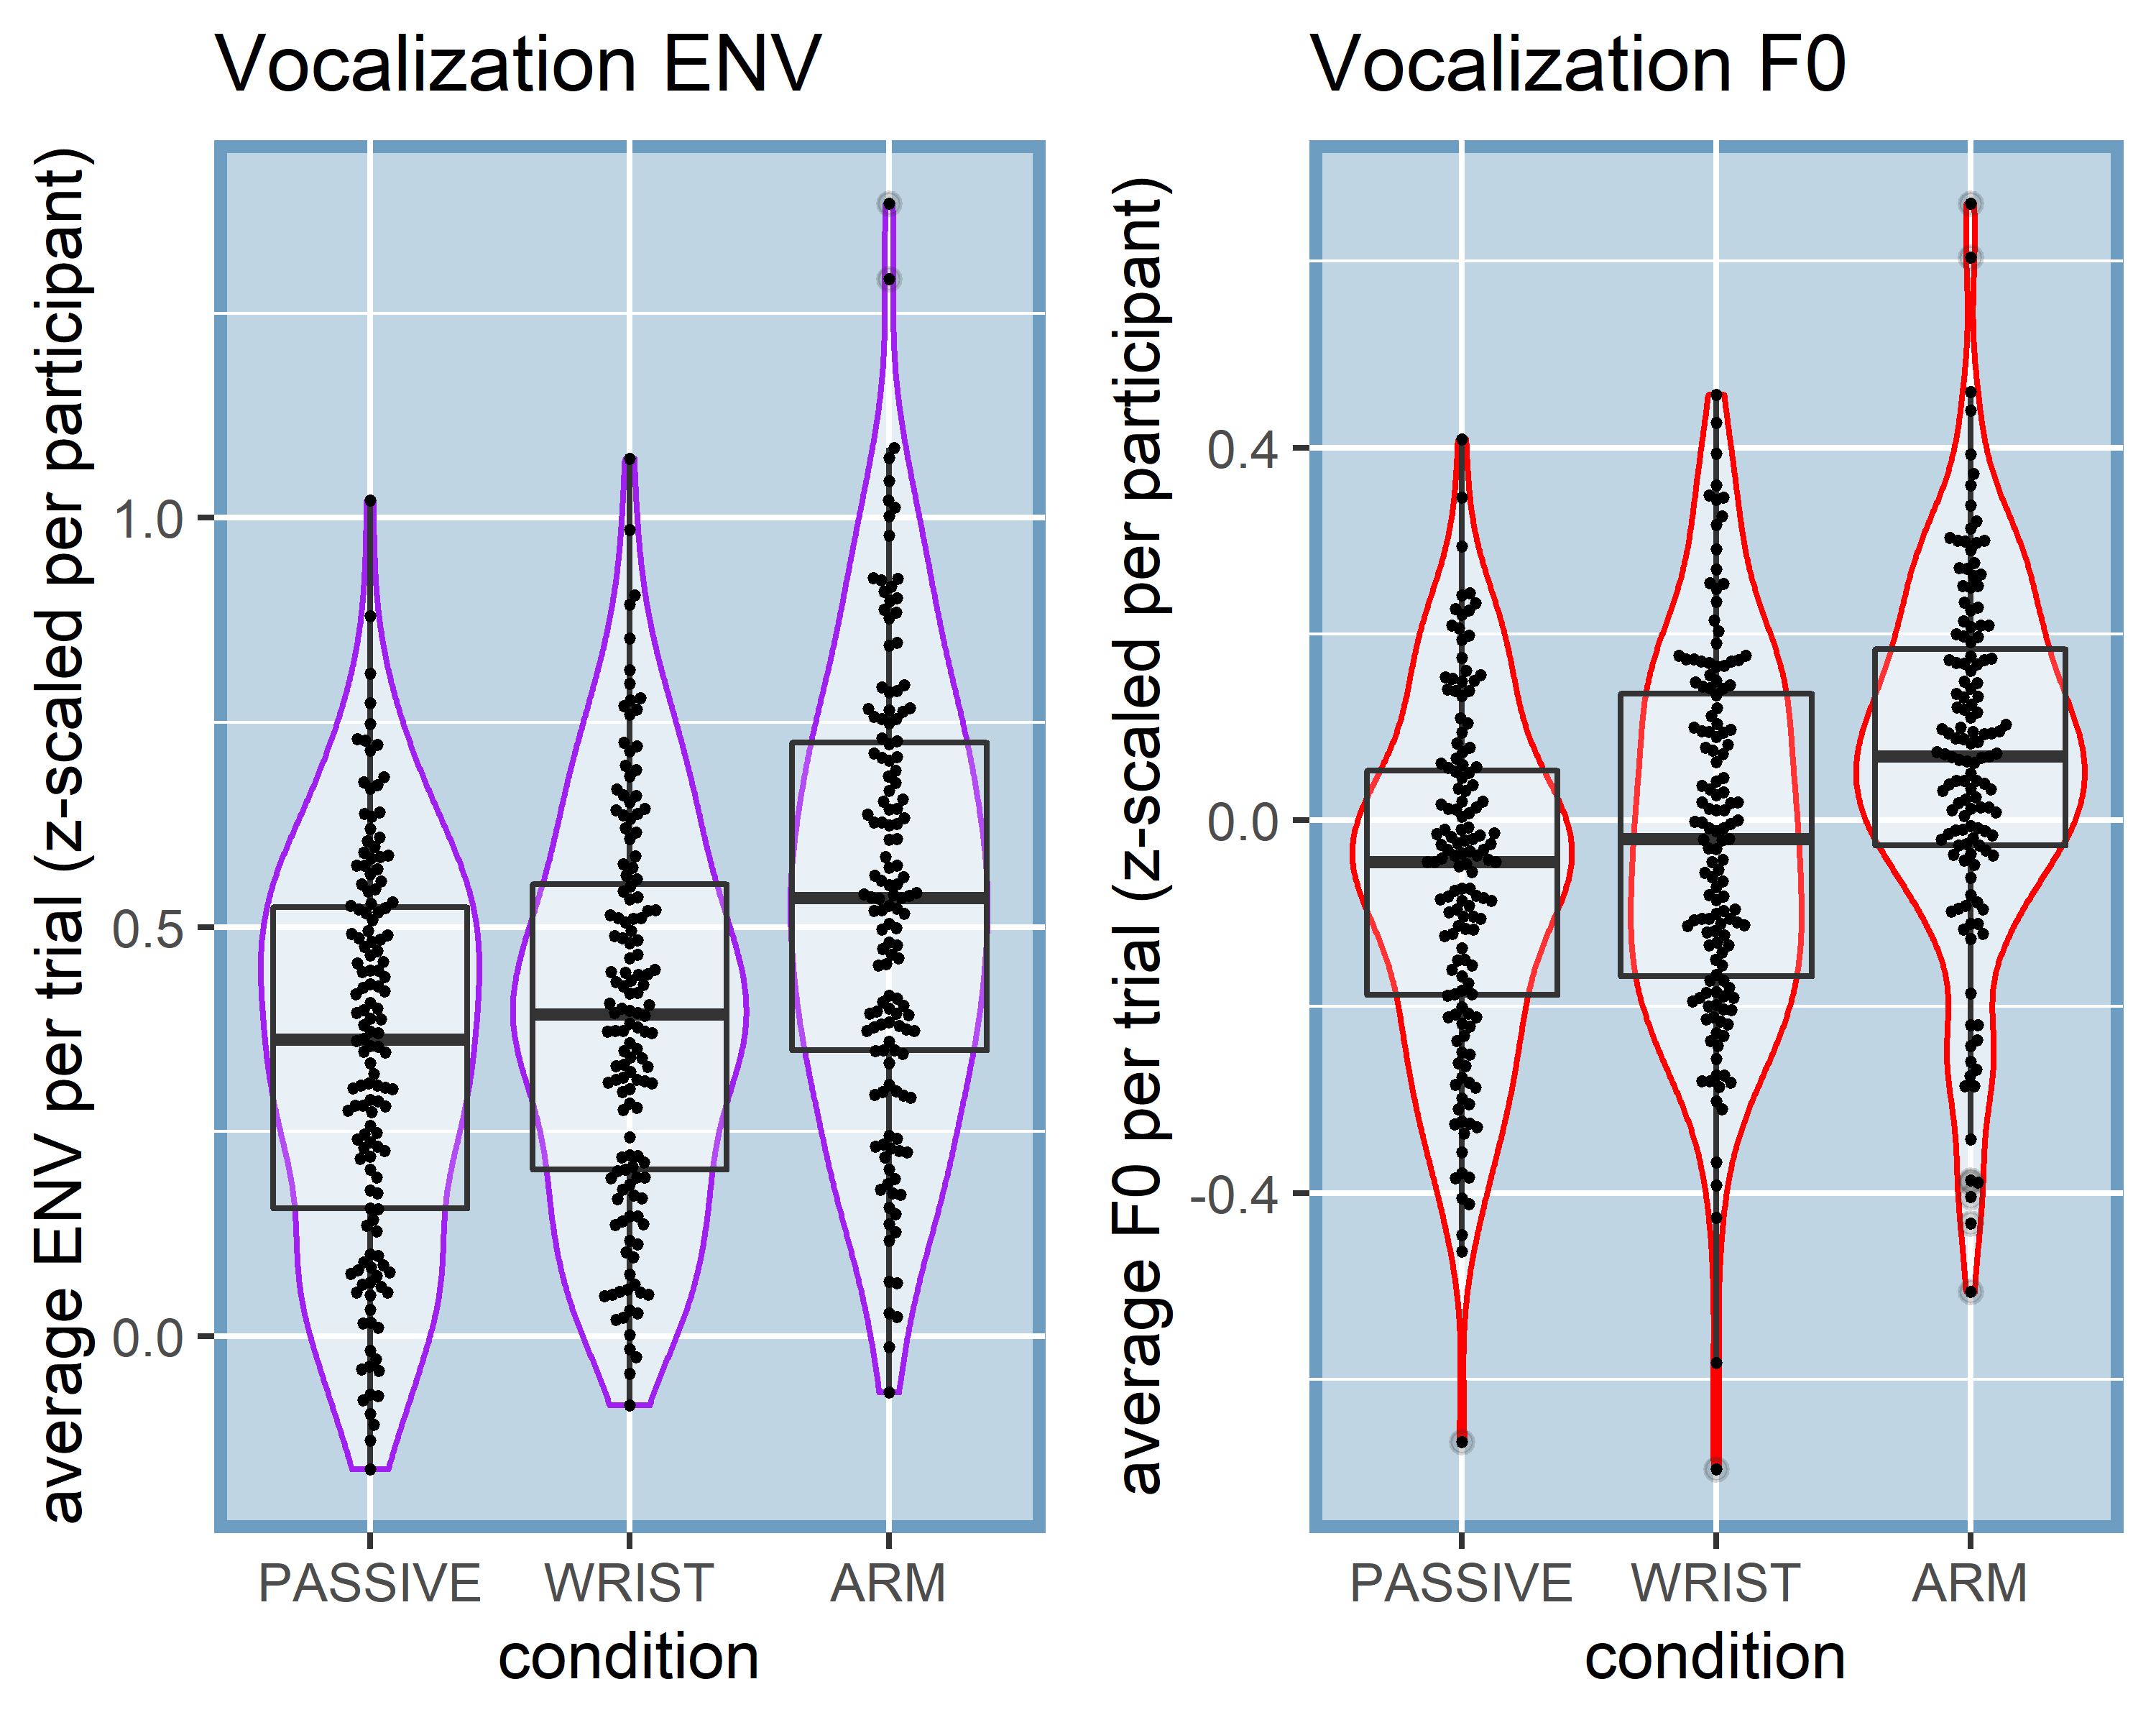 Vocalization ENV
average ENV per trial (z-scaled per participant)
1.0
0.5
0.0
PASSIVE WRIST ARM
condition
Vocalization F0
average F0 per trial (z-scaled per participant)
0.4
0.0
-0.4
PASSIVE WRIST ARM
condition